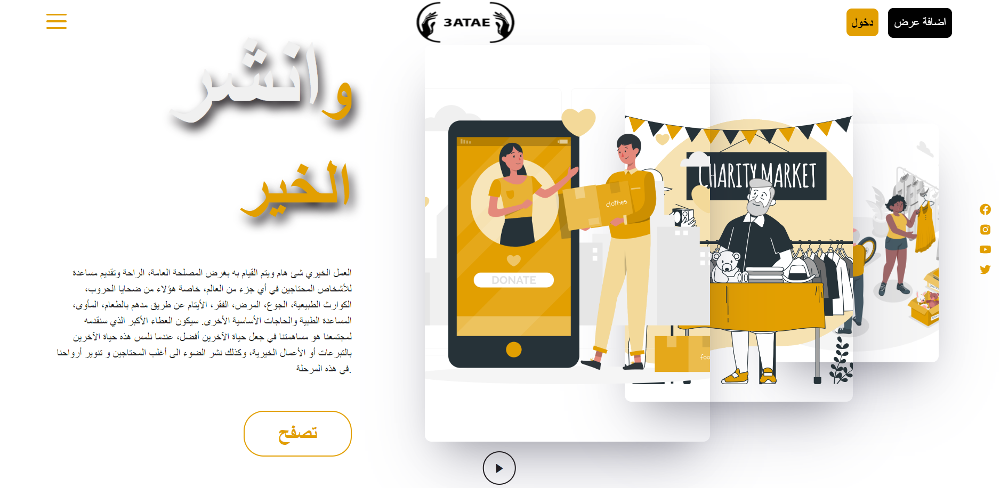 3ATAE
دخول
اضافة عرض
وانشر
الخير
العمل الخيري شئ هام ويتم القيام به بغرض المصلحة العامة، الراحة وتقديم مساعدة
للأشخاص المحتاجين في أي جزء من العالم، خاصة هؤلاء من ضحايا الحروب،
الكوارث الطبيعية، الجوع، المرض، الفقر، الأيتام عن طريق مدهم بالطعام، المأوى،
المساعدة الطبية والحاجات الأساسية الأخرى. سيكون العطاء الأكبر الذي سنقدمه
لمجتمعنا هو مساهمتنا في جعل حياة الآخرين أفضل، عندما نلمس هذه حياة الآخرين
بالتبرعات أو الأعمال الخيرية، وكذلك نشر الضوء الى أغلب المحتاجين و تنوير أرواحنا
.في هذه المرحلة
تصفح
clothes
DONATE
CHARITY MARKET
foo